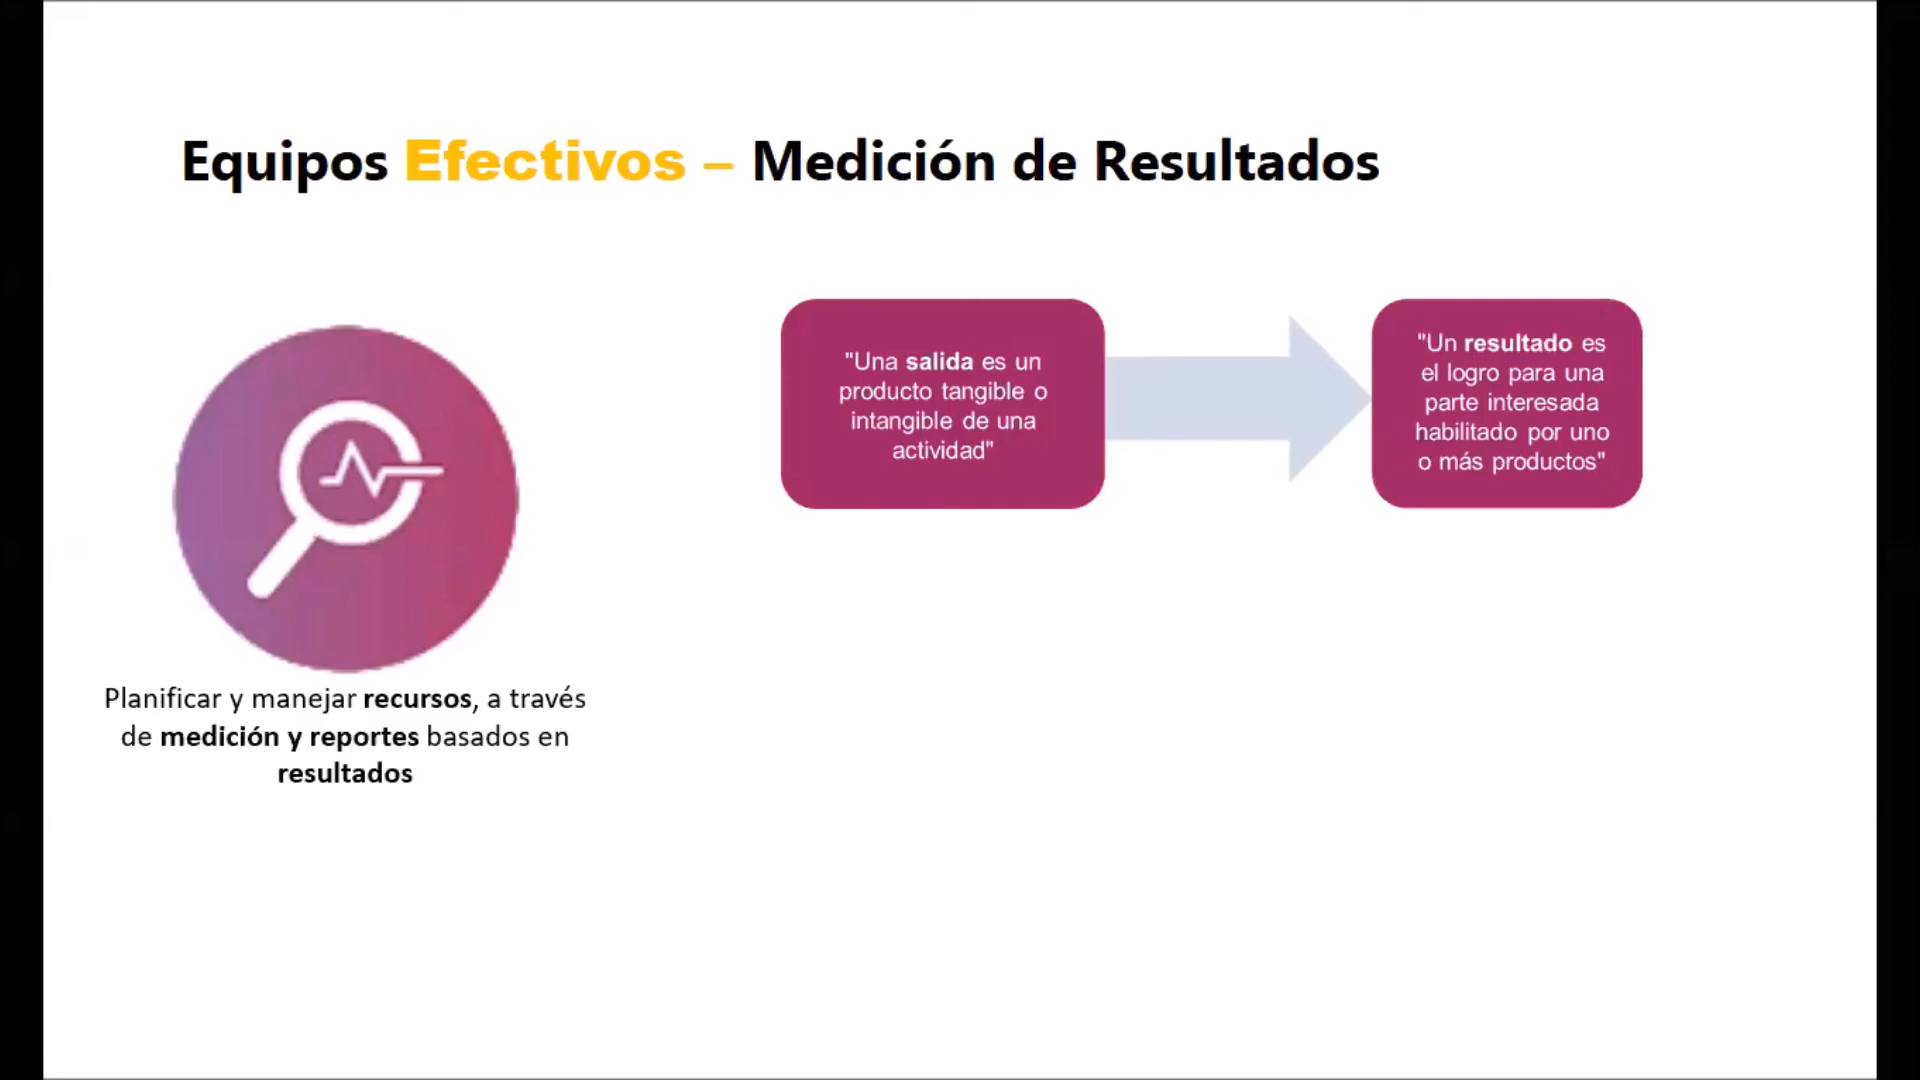 Equipos Efectivos – Medición de Resultados
"Una salida es un
producto tangible o
intangible de una
actividad"
"Un resultado es
el logro para una
parte interesada
habilitado por uno
o más productos"
Planificar y manejar recursos, a través
de medición y reportes basados en
resultados